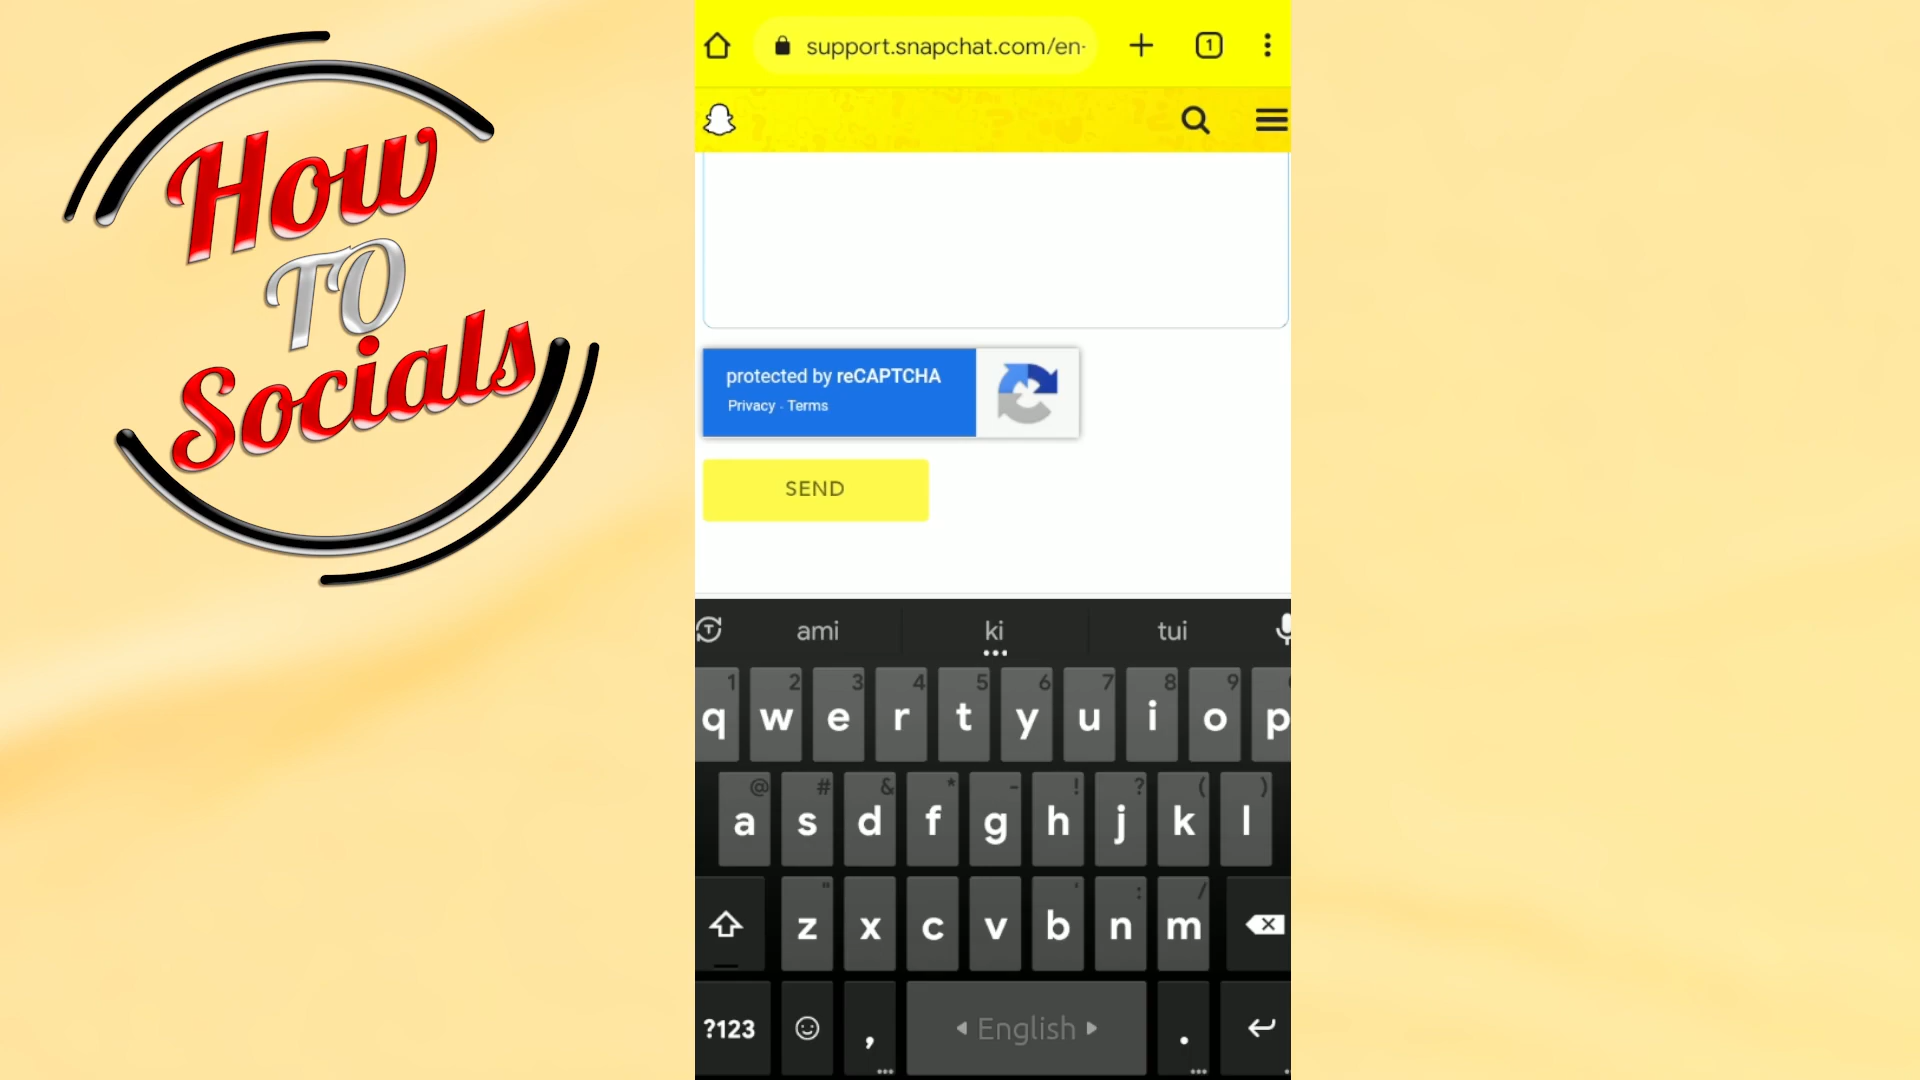 How
TO
Socials
support.snapchat.com/en-
1
protected by reCAPTCHA
Privacy - Terms
SEND
ami ki tui
1 2 3 4 5 6 7 8 9
q w e r t y u i o p
@ # & * - ! ? ( )
a s d f g h j k l
" ' : /
z x c v b n m
?123 , English .